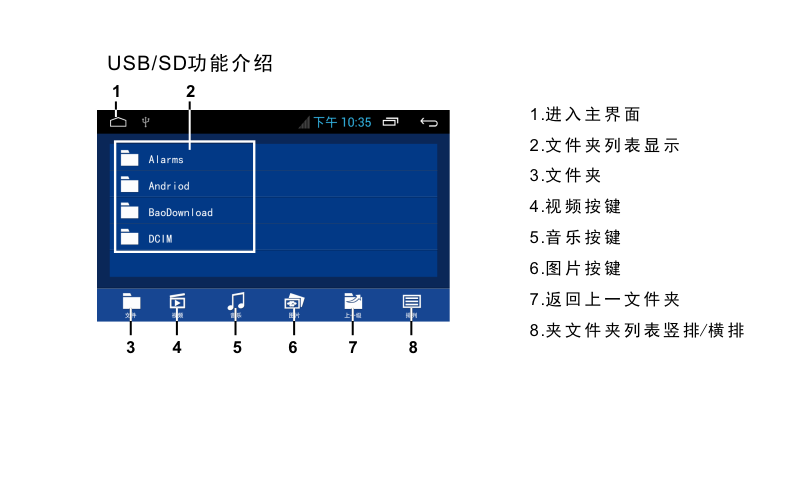 USB/SD功能介绍
1 2
下午 10:35
Alarms
Andriod
BaoDownload
DCIM
文件 视频 音乐 图片 上一级 排列
3 4 5 6 7 8
1.进入主界面
2.文件夹列表显示
3.文件夹
4.视频按键
5.音乐按键
6.图片按键
7.返回上一文件夹
8.夹文件夹列表竖排/横排